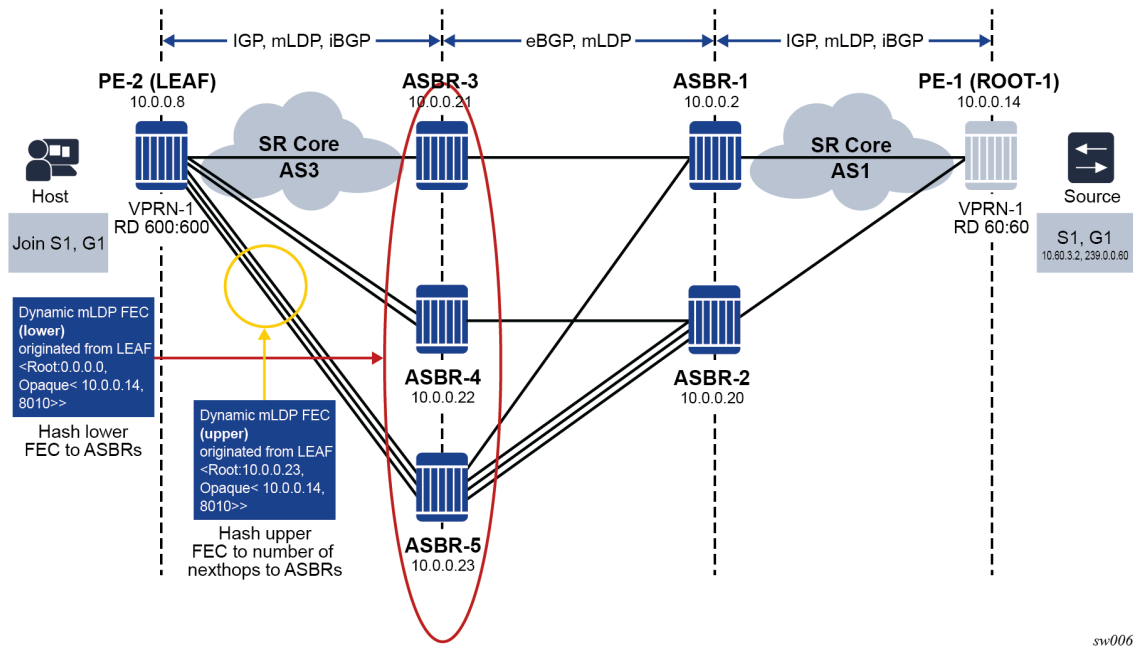 IGP, mLDP, iBGP
eBGP, mLDP
IGP, mLDP, iBGP
PE-2 (LEAF)
10.0.0.8
ASBR-3
10.0.0.21
ASBR-1
10.0.0.2
PE-1 (ROOT-1)
10.0.0.14
SR Core
AS3
SR Core
AS1
Host
VPRN-1
RD 600:600
VPRN-1
RD 60:60
Source
Join S1, G1
S1, G1
10.60.3.2, 239.0.0.60
Dynamic mLDP FEC
(lower)
originated from LEAF
<Root:0.0.0.0,
Opaque< 10.0.0.14,
8010>>
Hash lower
FEC to ASBRs
ASBR-4
10.0.0.22
ASBR-2
10.0.0.20
Dynamic mLDP FEC
(upper)
originated from LEAF
<Root:10.0.0.23,
Opaque< 10.0.0.14,
8010>>
Hash upper
FEC to number of
nexthops to ASBRs
ASBR-5
10.0.0.23
sw006